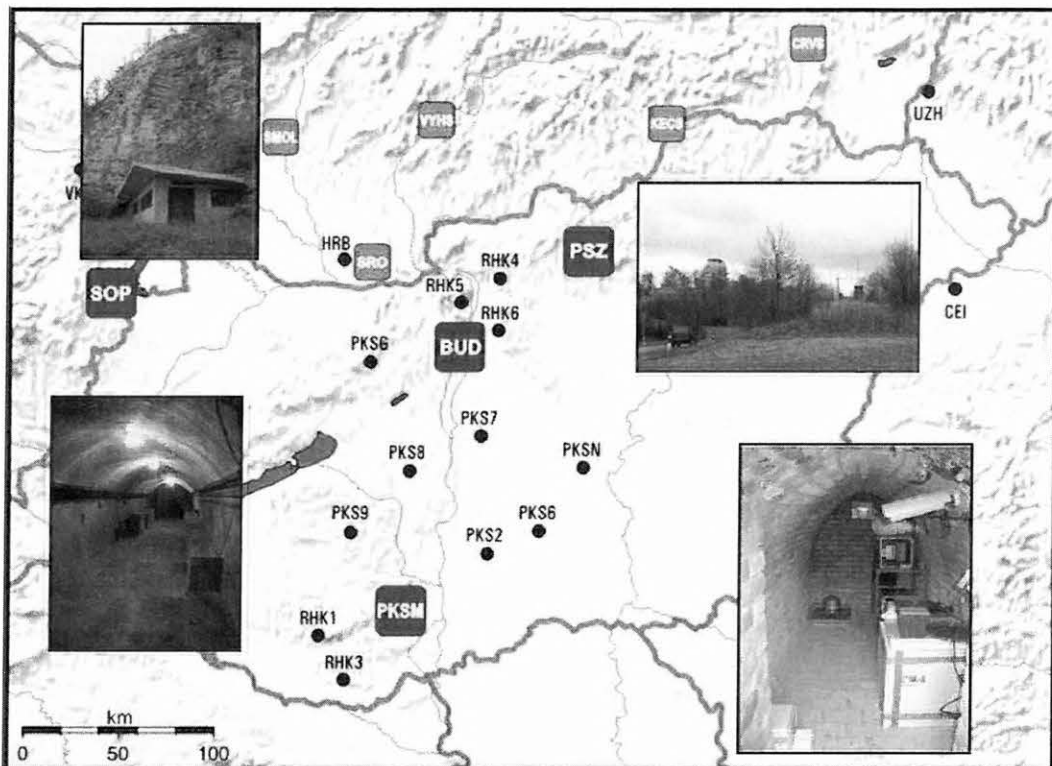 CRVS
UZH
VYHS
KECS
SMOL
VK
HRB
SRO
PSZ
RHK4
SOP
RHK5
CEI
RHK6
BUD
PKSG
PKS7
PKS8
PKSN
PKS9
PKS6
PKS2
PKSM
RHK1
RHK3
km
0 50 100